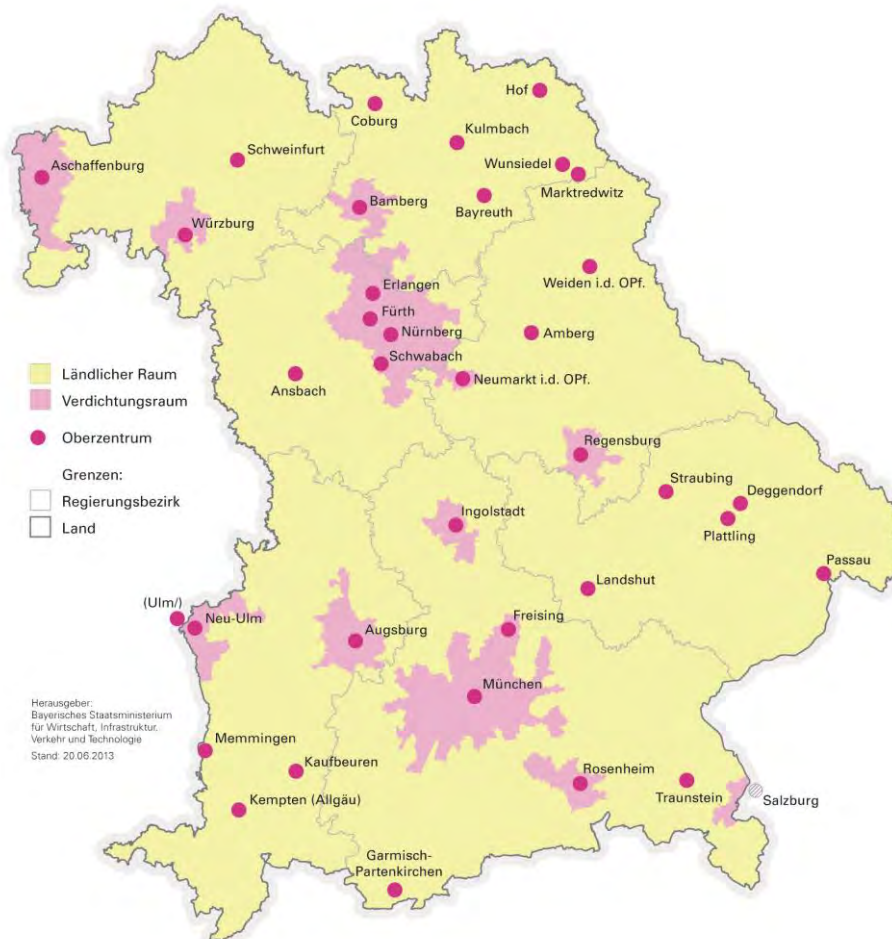 Hof
Coburg
Kulmbach
Schweinfurt
Wunsiedel
Aschaffenburg
Marktredwitz
Bamberg
Bayreuth
Würzburg
Weiden i.d. OPf.
Erlangen
Fürth
Nürnberg
Amberg
Schwabach
Ansbach
Neumarkt i.d. OPf.
Ländlicher Raum
Verdichtungsraum
Oberzentrum
Grenzen:
Regierungsbezirk
Land
Regensburg
Straubing
Deggendorf
Plattling
Ingolstadt
Passau
Landshut
(Ulm/)
Neu-Ulm
Augsburg
Freising
München
Herausgeber:
Bayerisches Staatsministerium
für Wirtschaft, Infrastruktur.
Verkehr und Technologie
Stand: 20.06.2013
Memmingen
Kaufbeuren
Kempten (Allgäu)
Rosenheim
Traunstein
Salzburg
Garmisch-
Partenkirchen